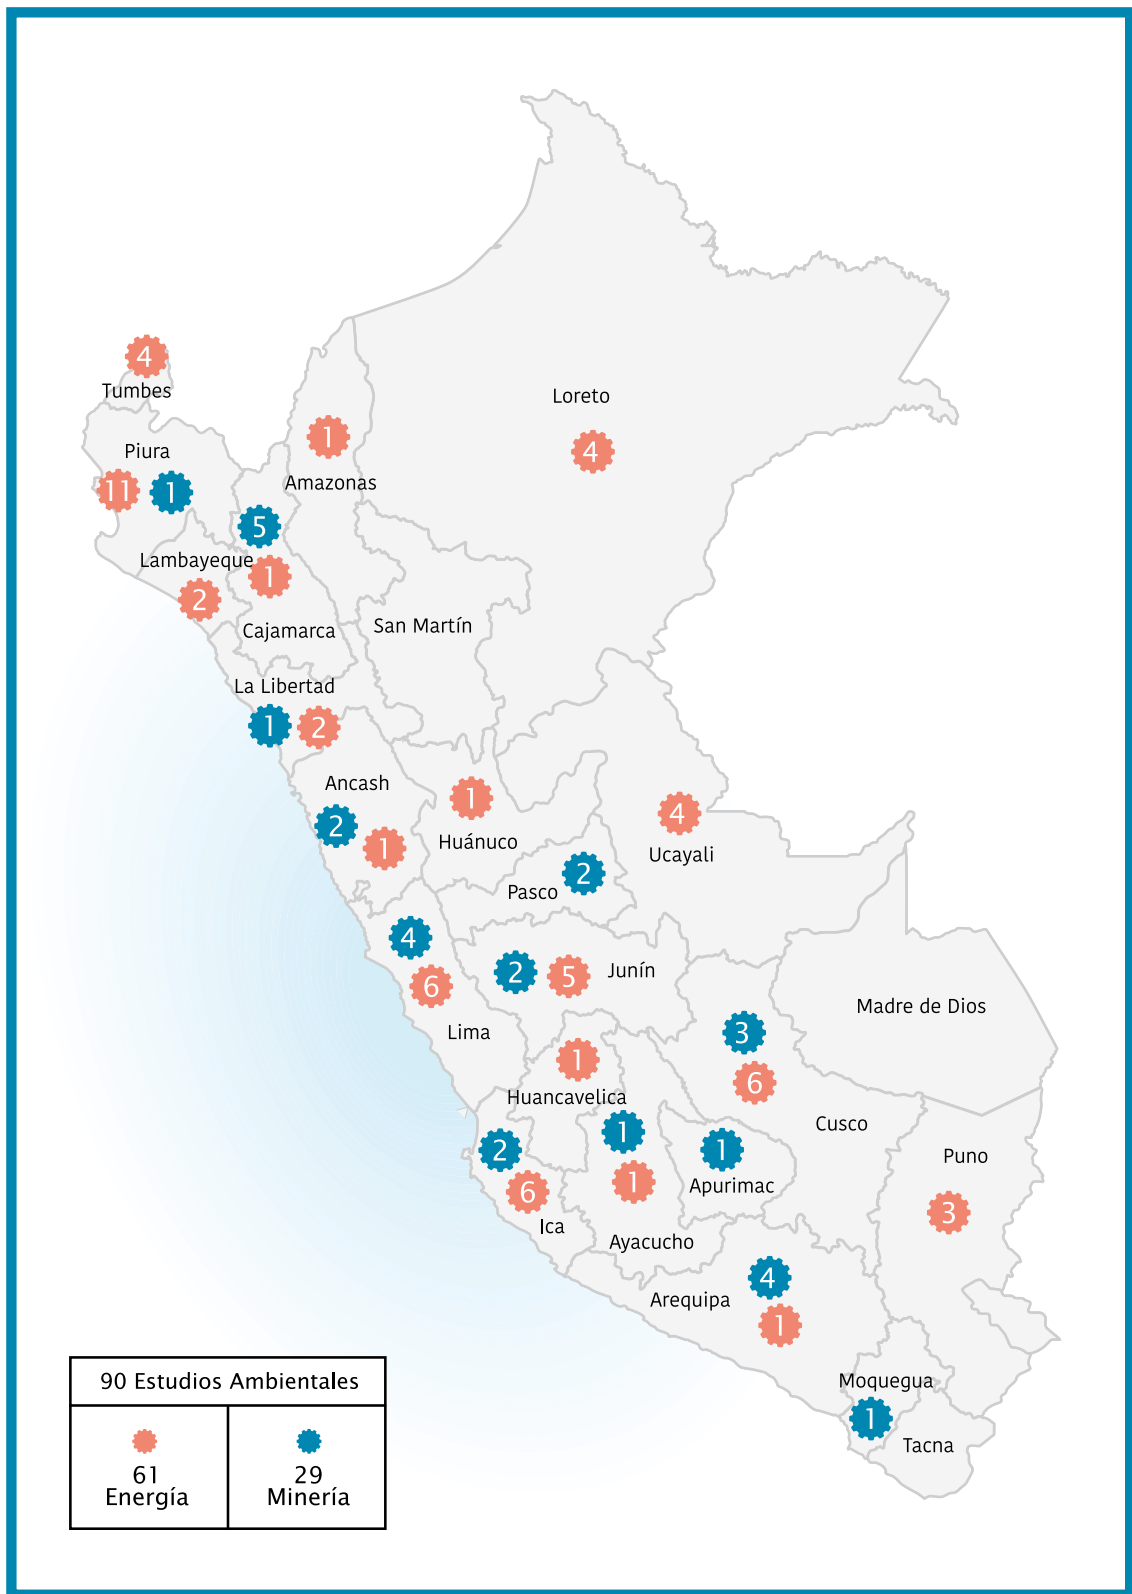 4
Tumbes
Loreto
1
4
Piura
Amazonas
11
1
5
Lambayeque
1
2
Cajamarca
San Martín
La Libertad
1
2
Ancash
1
4
2
1
Huánuco
Ucayali
2
Pasco
4
2
5
Junín
6
Madre de Dios
Lima
3
1
6
Huancavelica
Cusco
2
1
1
Puno
6
1
Apurimac
3
Ica
Ayacucho
4
Arequipa
1
Moquegua
1
Tacna
90 Estudios Ambientales
61
Energía
29
Minería